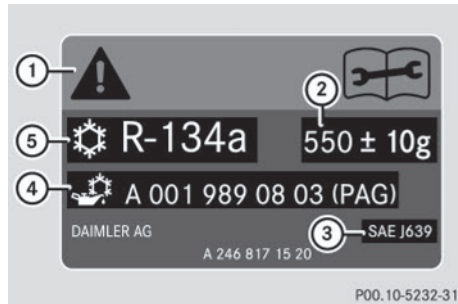 1
2
5 R-134a 550 ± 10g
4 A 001 989 08 03 (PAG)
DAIMLER AG 3 SAE J639
A 246 817 15 20
P00.10-5232-31